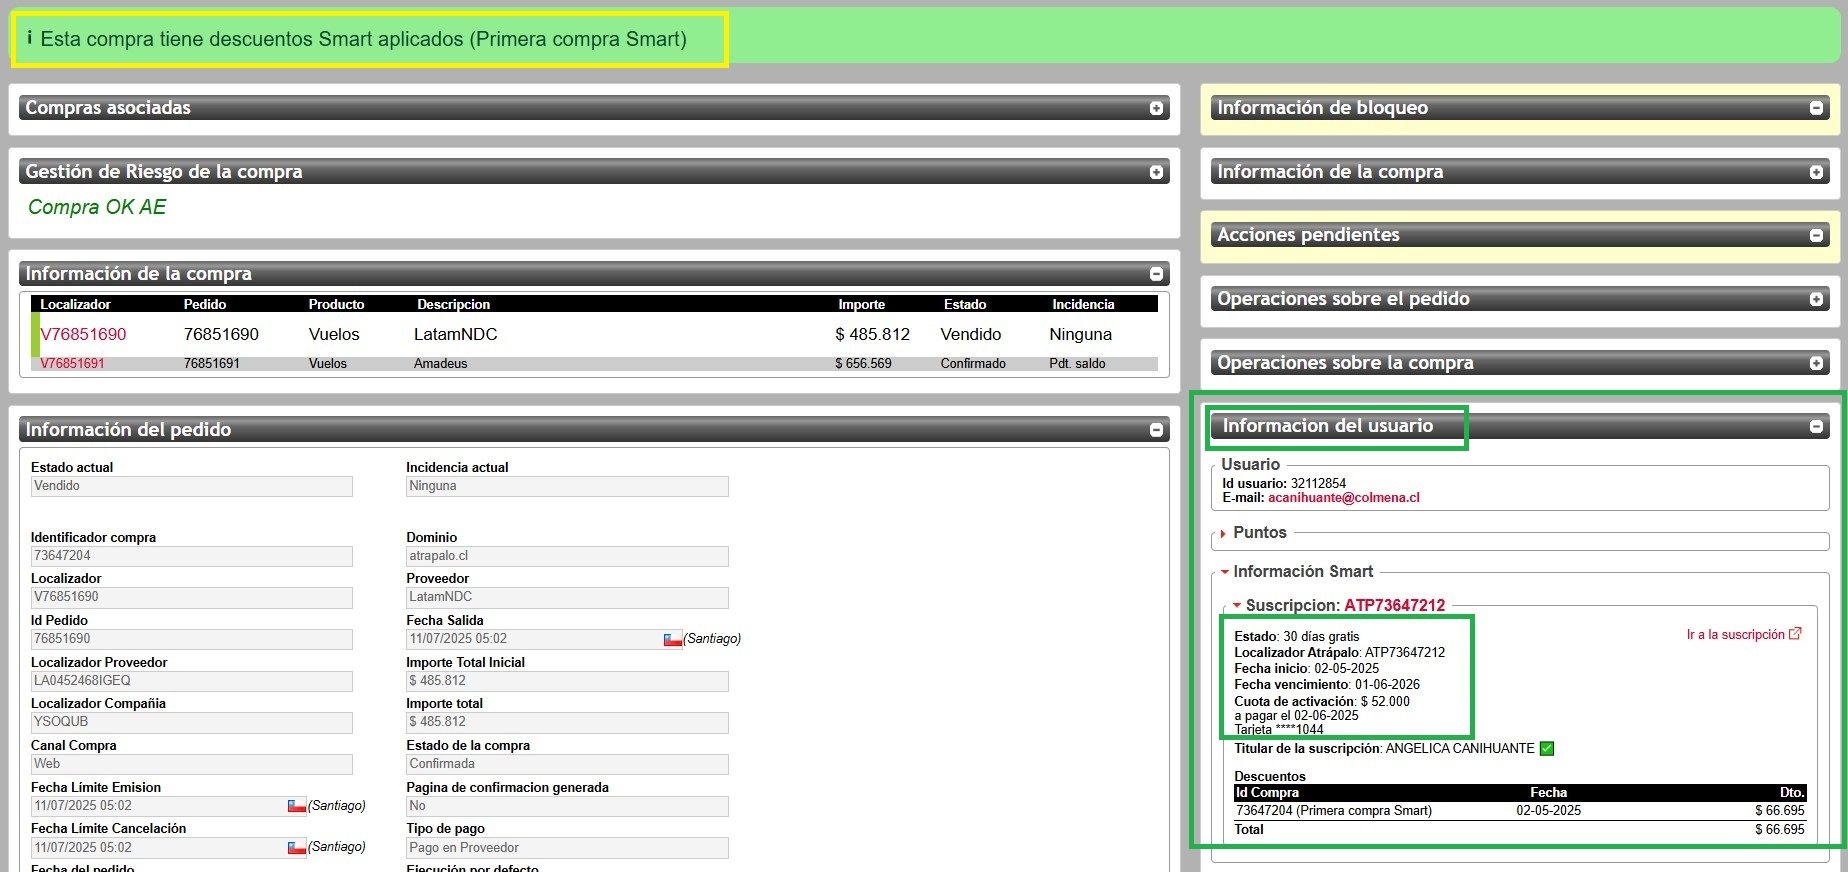 i Esta compra tiene descuentos Smart aplicados (Primera compra Smart)
Compras asociadas
Gestión de Riesgo de la compra
Compra OK AE
Información de la compra
Localizador Pedido Producto Descripcion Importe Estado Incidencia
V76851690 76851690 Vuelos LatamNDC $ 485.812 Vendido Ninguna
V76851691 76851691 Vuelos Amadeus $ 656.569 Confirmado Pdt. saldo
Información del pedido
Estado actual Incidencia actual
Vendido Ninguna
Identificador compra Dominio
73647204 atrapalo.cl
Localizador Proveedor
V76851690 LatamNDC
Id Pedido Fecha Salida
76851690 11/07/2025 05:02 (Santiago)
Localizador Proveedor Importe Total Inicial
LA0452468IGEQ $ 485.812
Localizador Compañia Importe total
YSOQUB $ 485.812
Canal Compra Estado de la compra
Web Confirmada
Fecha Límite Emision Pagina de confirmacion generada
11/07/2025 05:02 (Santiago) No
Fecha Límite Cancelación Tipo de pago
11/07/2025 05:02 (Santiago) Pago en Proveedor
Fecha del pedido Ejecución por defecto
Información de bloqueo
Información de la compra
Acciones pendientes
Operaciones sobre el pedido
Operaciones sobre la compra
Informacion del usuario
Usuario
Id usuario: 32112854
E-mail: acanihuante@colmena.cl
Puntos
Información Smart
Suscripcion: ATP73647212
Estado: 30 días gratis Ir a la suscripción
Localizador Atrápalo: ATP73647212
Fecha inicio: 02-05-2025
Fecha vencimiento: 01-06-2026
Cuota de activación: $ 52.000
a pagar el 02-06-2025
Tarjeta ****1044
Titular de la suscripción: ANGELICA CANIHUANTE
Descuentos
Id Compra Fecha Dto.
73647204 (Primera compra Smart) 02-05-2025 $ 66.695
Total $ 66.695